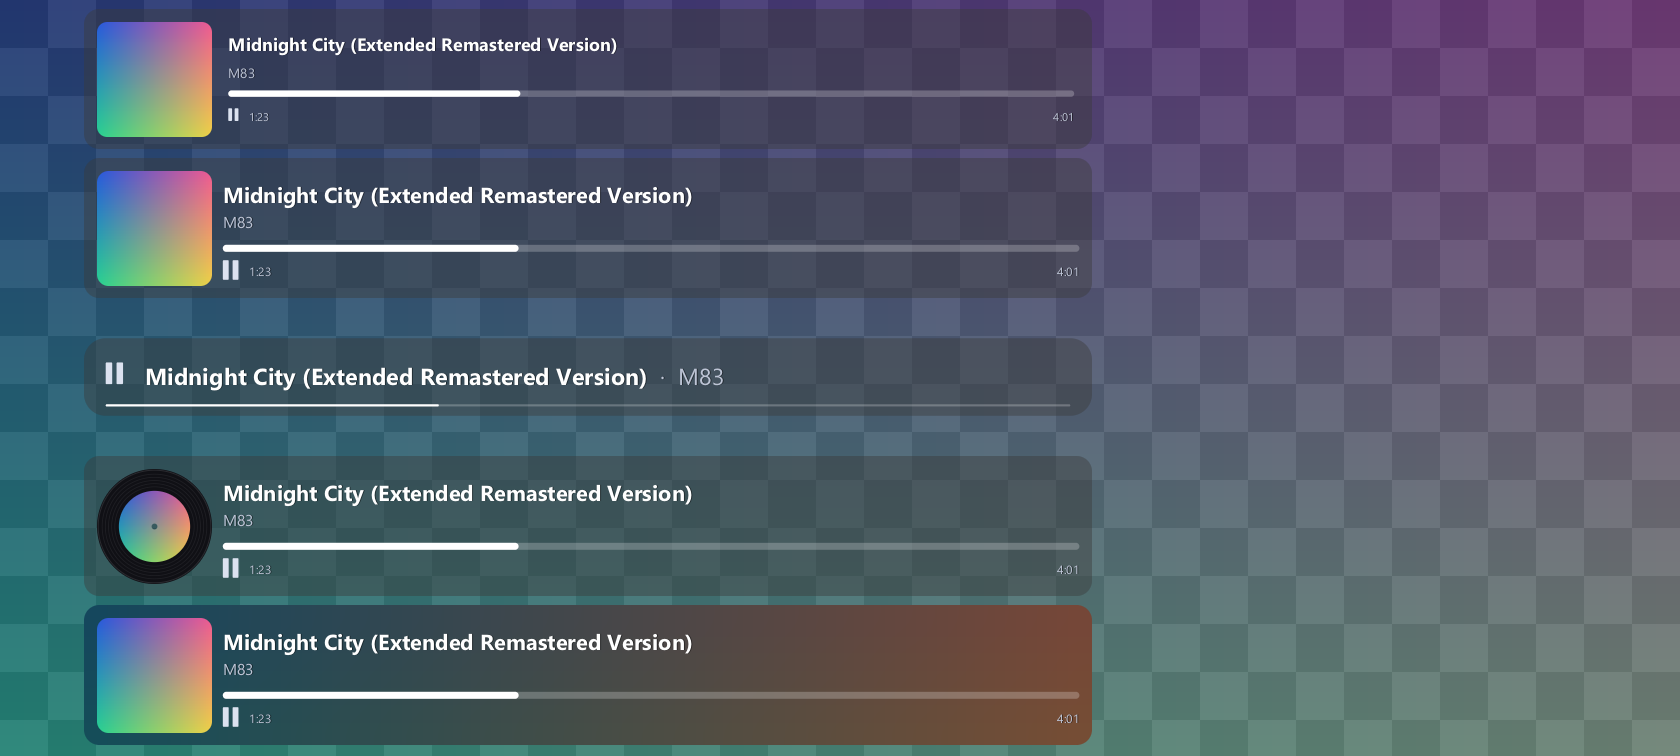 Midnight City (Extended Remastered Version)
M83
1:23 4:01
Midnight City (Extended Remastered Version)
M83
1:23 4:01
Midnight City (Extended Remastered Version) · M83
Midnight City (Extended Remastered Version)
M83
1:23 4:01
Midnight City (Extended Remastered Version)
M83
1:23 4:01